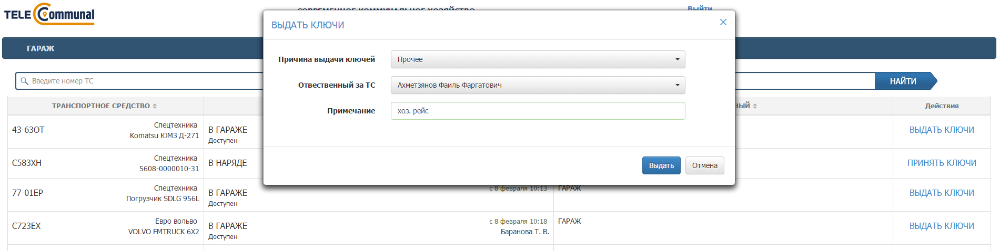 TELE Communal
СОВРЕМЕННОЕ КОММУНАЛЬНОЕ ХОЗЯЙСТВО
Выйти
ГАРАЖ
Введите номер ТС
НАЙТИ
ВЫДАТЬ КЛЮЧИ
Причина выдачи ключей
Прочее
Отвественный за ТС
Ахметзянов Фаиль Фаргатович
Примечание
хоз. рейс
Выдать
Отмена
ТРАНСПОРТНОЕ СРЕДСТВО
НЫЙ
Действия
43-63ОТ
Спецтехника
Komatsu ЮМЗ Д-271
В ГАРАЖЕ
Доступен
ВЫДАТЬ КЛЮЧИ
С583ХН
Спецтехника
5608-0000010-31
В НАРЯДЕ
ПРИНЯТЬ КЛЮЧИ
77-01ЕР
Спецтехника
Погрузчик SDLG 956L
В ГАРАЖЕ
Доступен
с 8 февраля 10:13
ГАРАЖ
ВЫДАТЬ КЛЮЧИ
С723ЕХ
Евро вольво
VOLVO FMTRUCK 6X2
В ГАРАЖЕ
Доступен
с 8 февраля 10:18
Баранова Т. В.
ГАРАЖ
ВЫДАТЬ КЛЮЧИ